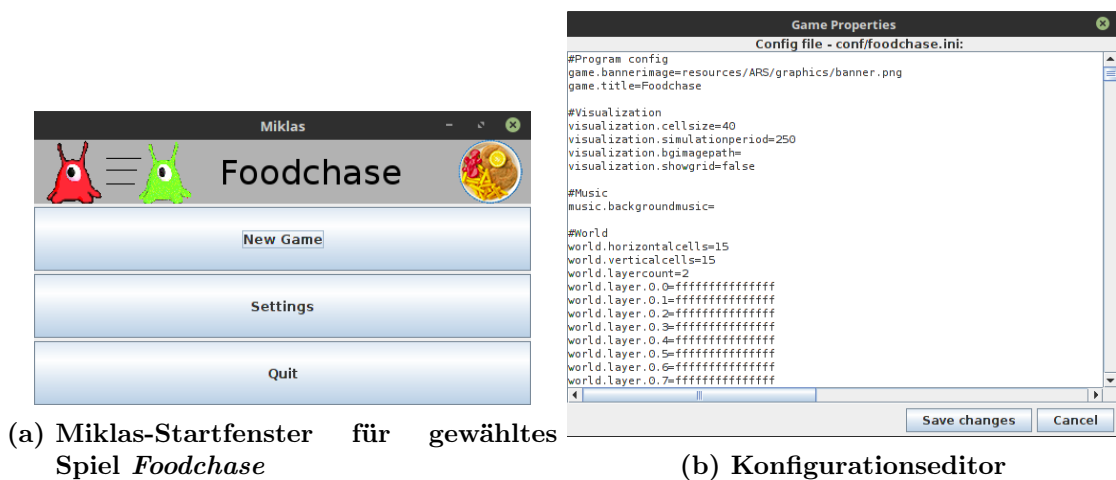 Miklas
Foodchase
New Game
Settings
Quit
(a) Miklas-Startfenster für gewähltes
Spiel Foodchase
Game Properties
Config file - conf/foodchase.ini:
#Program config
game.bannerimage=resources/ARS/graphics/banner.png
game.title=Foodchase
#Visualization
visualization.cellsize=40
visualization.simulationperiod=250
visualization.bgimagepath=
visualization.showgrid=false
#Music
music.backgroundmusic=
#World
world.horizontalcells=15
world.verticalcells=15
world.layercount=2
world.layer.0.0=fffffffffffffff
world.layer.0.1=fffffffffffffff
world.layer.0.2=fffffffffffffff
world.layer.0.3=fffffffffffffff
world.layer.0.4=fffffffffffffff
world.layer.0.5=fffffffffffffff
world.layer.0.6=fffffffffffffff
world.layer.0.7=fffffffffffffff
Save changes
Cancel
(b) Konfigurationseditor